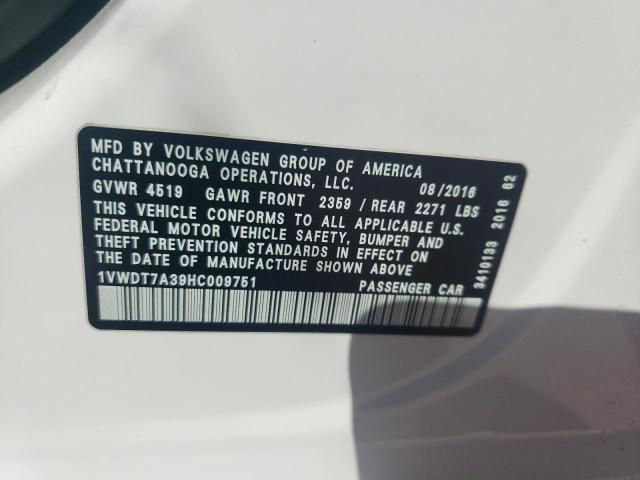 MFD BY VOLKSWAGEN GROUP OF AMERICA
CHATTANOOGA OPERATIONS, LLC. 08/2016
GVWR 4519 GAWR FRONT 2359 / REAR 2271 LBS
THIS VEHICLE CONFORMS TO ALL APPLICABLE U.S.
FEDERAL MOTOR VEHICLE SAFETY, BUMPER AND
THEFT PREVENTION STANDARDS IN EFFECT ON
THE DATE OF MANUFACTURE SHOWN ABOVE
1VWDT7A39HC009751 PASSENGER CAR
3410133 2016 62